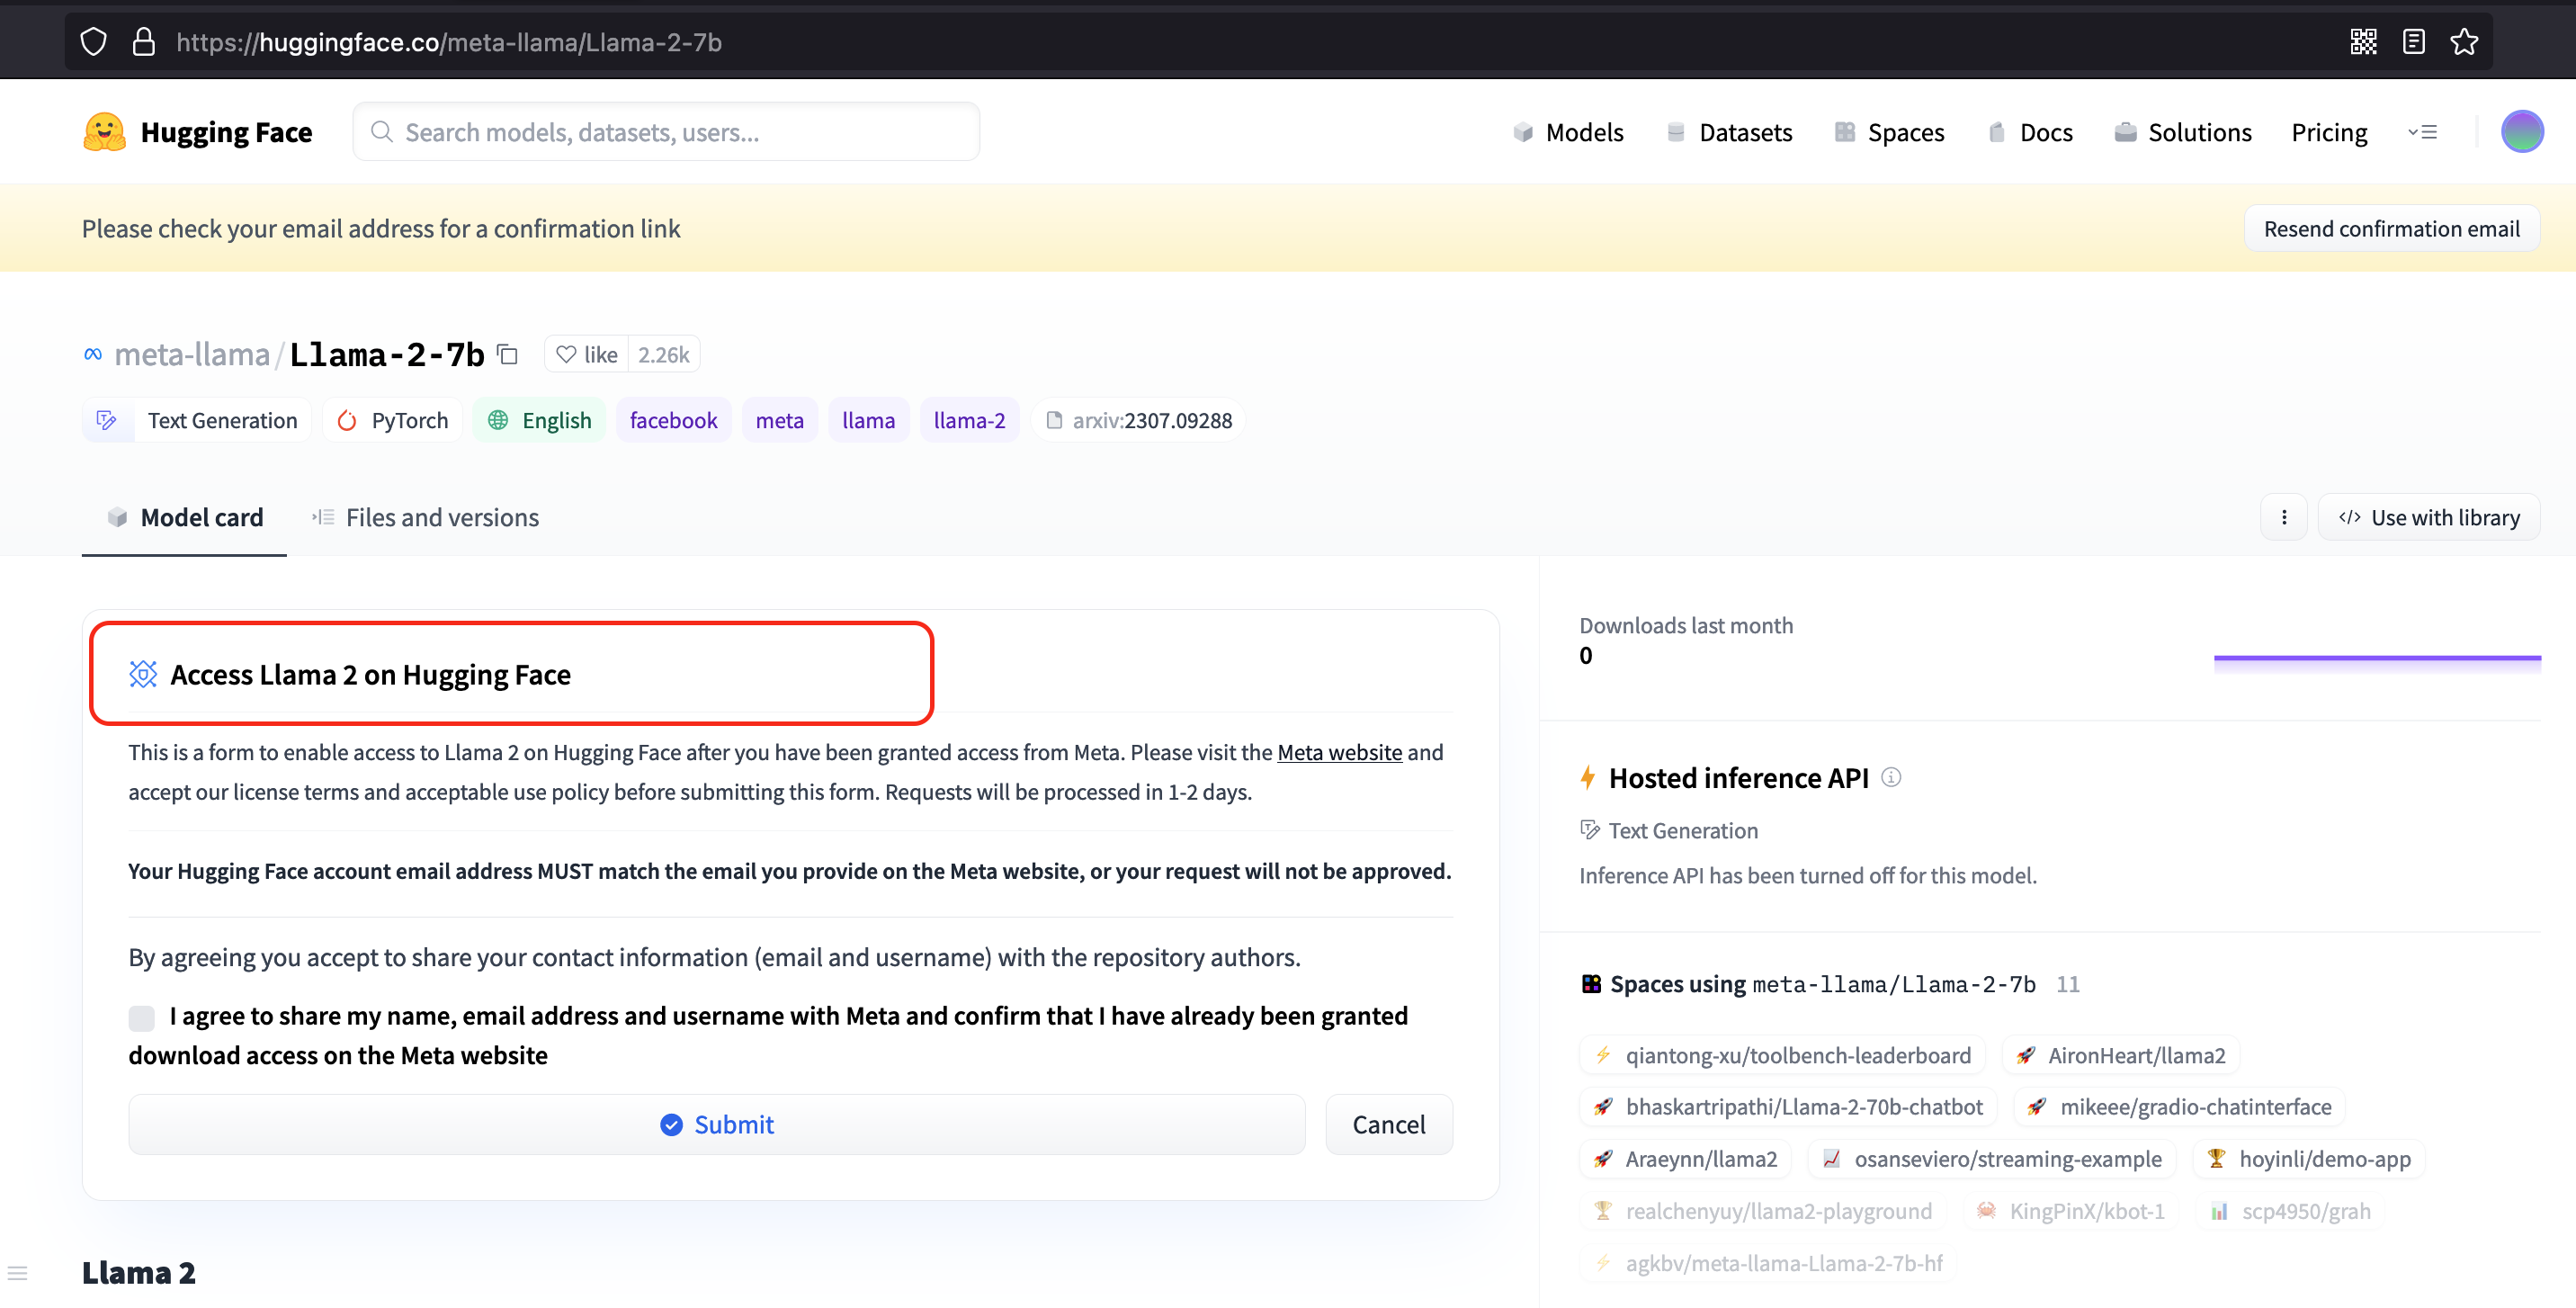 https://huggingface.co/meta-llama/Llama-2-7b
Hugging Face
Search models, datasets, users...
Models
Datasets
Spaces
Docs
Solutions
Pricing
Please check your email address for a confirmation link
Resend confirmation email
meta-llama/Llama-2-7b
like 2.26k
Text Generation
PyTorch
English
facebook
meta
llama
llama-2
arxiv:2307.09288
Model card
Files and versions
Use with library
Access Llama 2 on Hugging Face
This is a form to enable access to Llama 2 on Hugging Face after you have been granted access from Meta. Please visit the Meta website and
accept our license terms and acceptable use policy before submitting this form. Requests will be processed in 1-2 days.
Your Hugging Face account email address MUST match the email you provide on the Meta website, or your request will not be approved.
By agreeing you accept to share your contact information (email and username) with the repository authors.
I agree to share my name, email address and username with Meta and confirm that I have already been granted
download access on the Meta website
Submit
Cancel
Llama 2
Downloads last month
0
Hosted inference API
Text Generation
Inference API has been turned off for this model.
Spaces using meta-llama/Llama-2-7b 11
qiantong-xu/toolbench-leaderboard
AironHeart/llama2
bhaskartripathi/Llama-2-70b-chatbot
mikeee/gradio-chatinterface
Araeynn/llama2
osanseviero/streaming-example
hoyinli/demo-app
realchenyuy/llama2-playground
KingPinX/kbot-1
scp4950/grah
agkbv/meta-llama-Llama-2-7b-hf